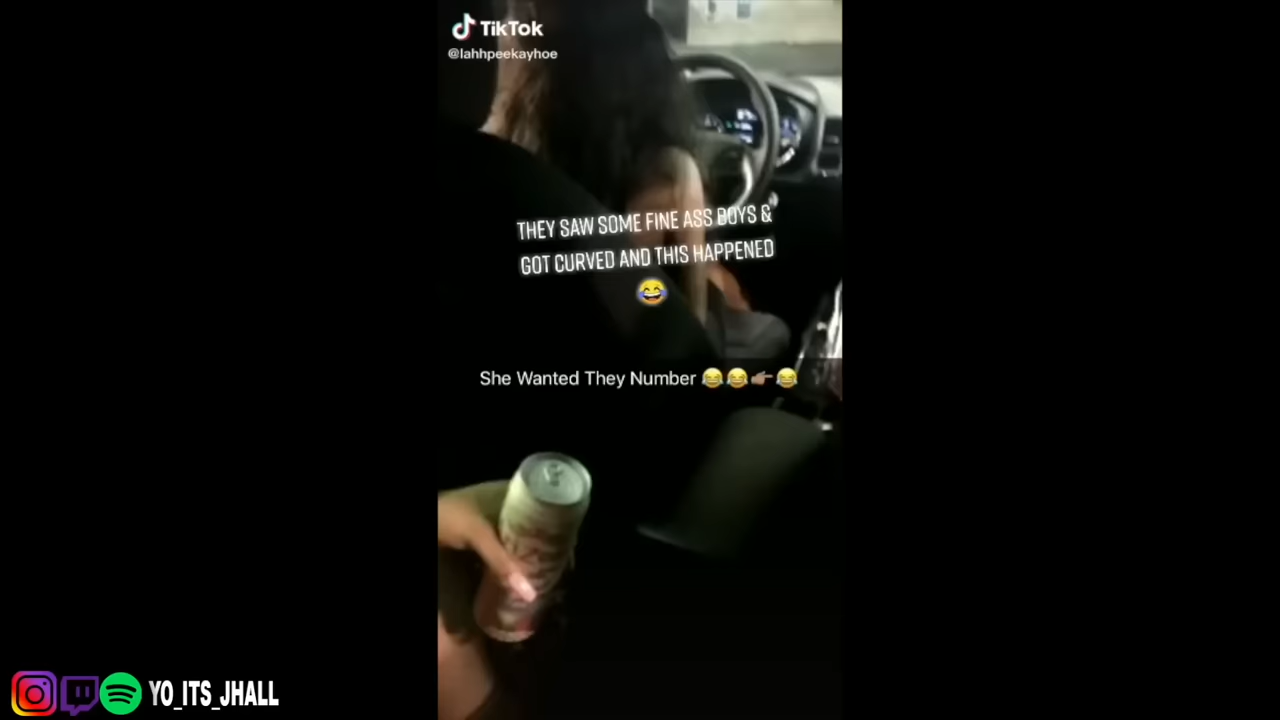 TikTok
@lahhpeekayhoe
THEY SAW SOME FINE ASS BOYS &
GOT CURVED AND THIS HAPPENED
😂
She Wanted They Number 😂😂👉🏽😂
YO_ITS_JHALL